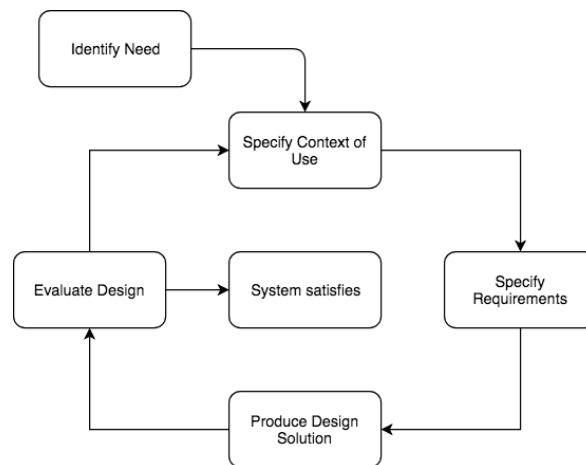 Identify Need
Specify Context of
Use
Evaluate Design
System satisfies
Specify
Requirements
Produce Design
Solution